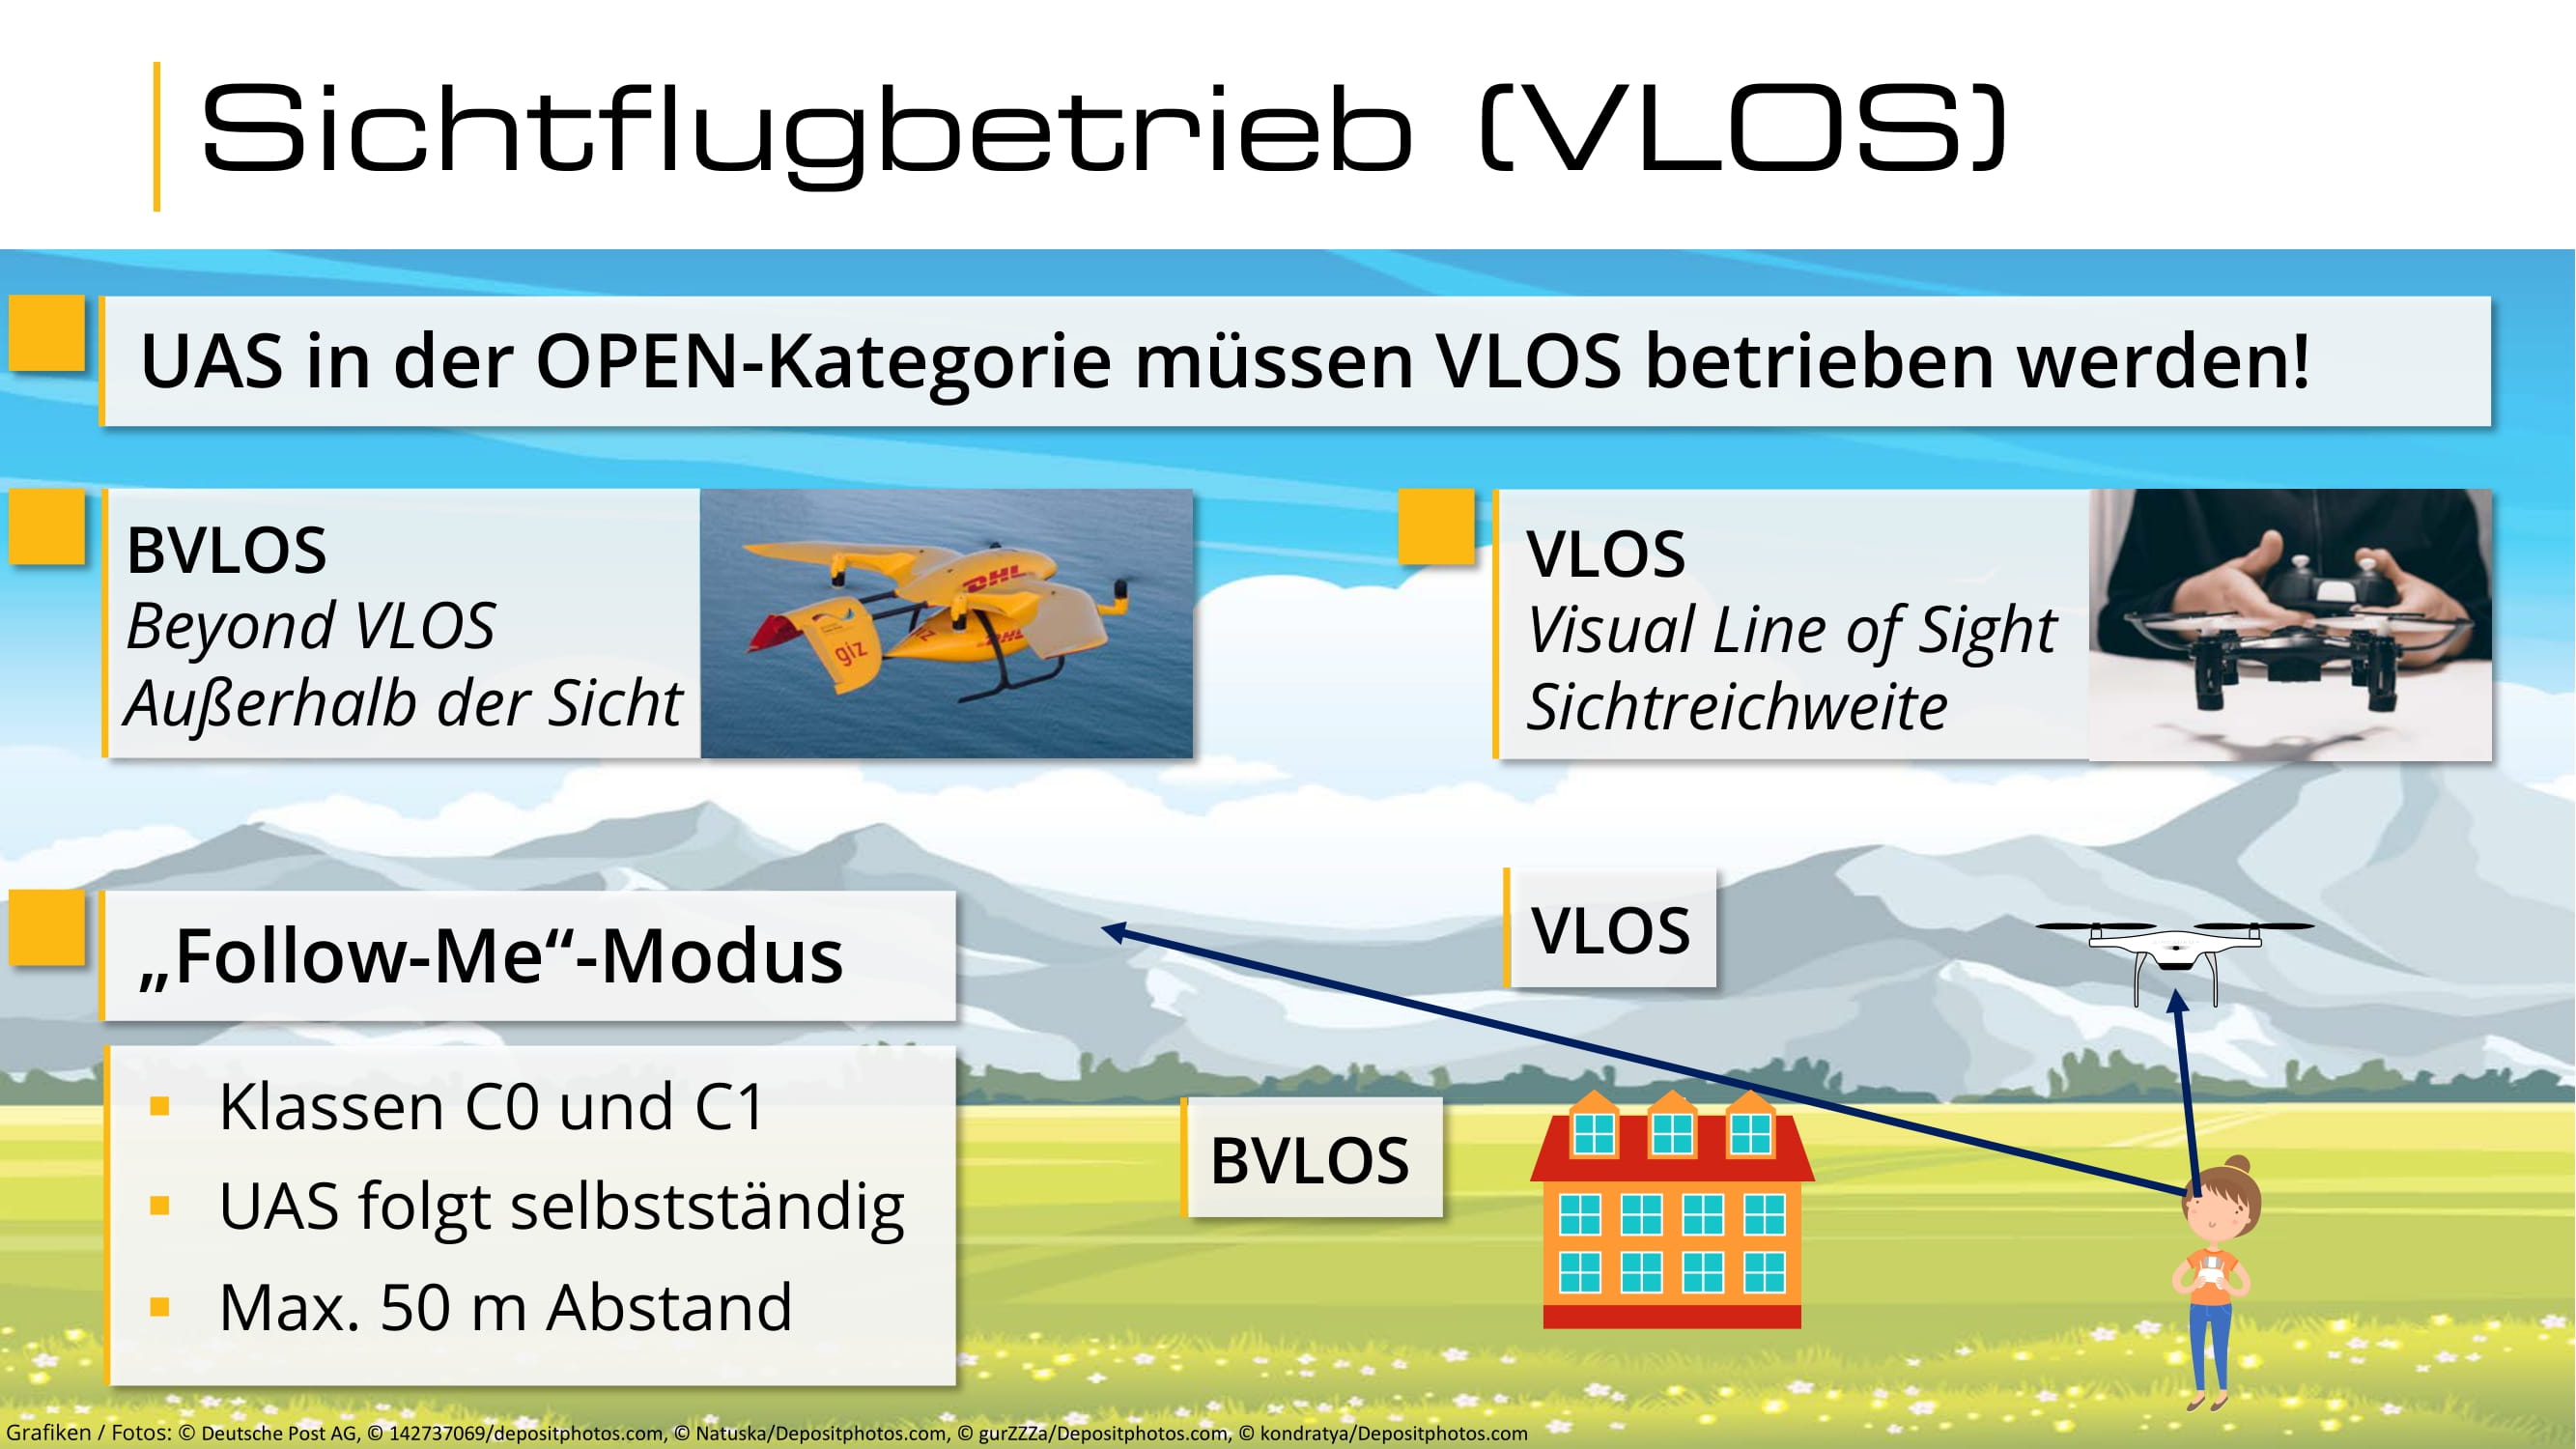 Sichtflugbetrieb (VLOS)
UAS in der OPEN-Kategorie müssen VLOS betrieben werden!
BVLOS
Beyond VLOS
Außerhalb der Sicht
DHL
DHL
giz
VLOS
Visual Line of Sight
Sichtreichweite
„Follow-Me“-Modus
Klassen C0 und C1
UAS folgt selbstständig
Max. 50 m Abstand
VLOS
BVLOS
Grafiken / Fotos: © Deutsche Post AG, © 142737069/depositphotos.com, © Natuska/Depositphotos.com, © gurZZZa/Depositphotos.com, © kondratya/Depositphotos.com